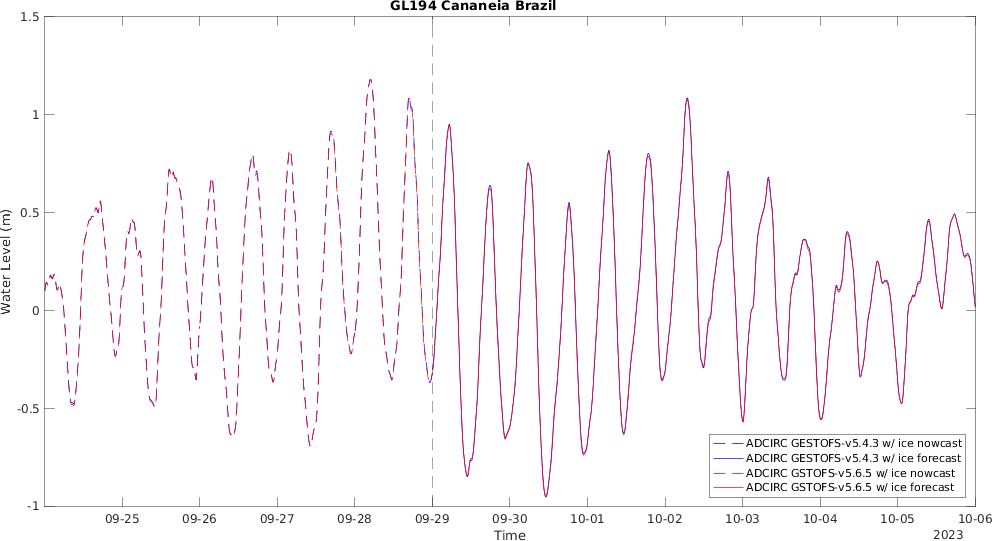 GL194 Cananeia Brazil
1.5
1
0.5
0
-0.5
-1
Water Level (m)
09-25 09-26 09-27 09-28 09-29 09-30 10-01 10-02 10-03 10-04 10-05 10-06
Time
2023
ADCIRC GESTOFS-v5.4.3 w/ ice nowcast
ADCIRC GESTOFS-v5.4.3 w/ ice forecast
ADCIRC GSTOFS-v5.6.5 w/ ice nowcast
ADCIRC GSTOFS-v5.6.5 w/ ice forecast